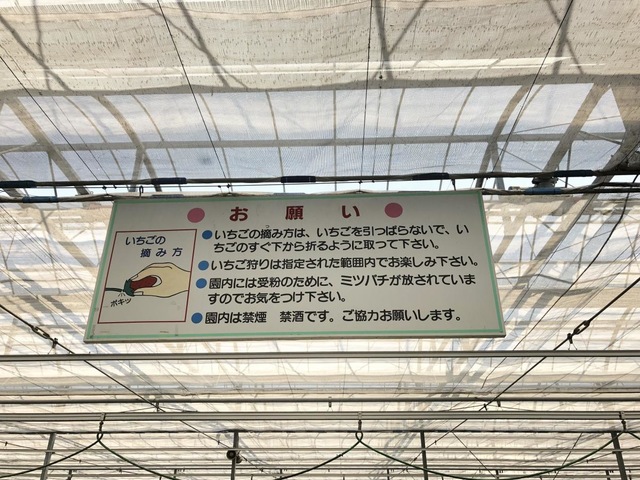 お願い
いちごの
摘み方
ポキッ
●いちごの摘み方は、いちごを引っぱらないで、い
ちごのすぐ下から折るように取って下さい。
●いちご狩りは指定された範囲内でお楽しみ下さい。
●園内には受粉のために、ミツバチが放されていま
すのでお気をつけ下さい。
●園内は禁煙　禁酒です。ご協力お願いします。